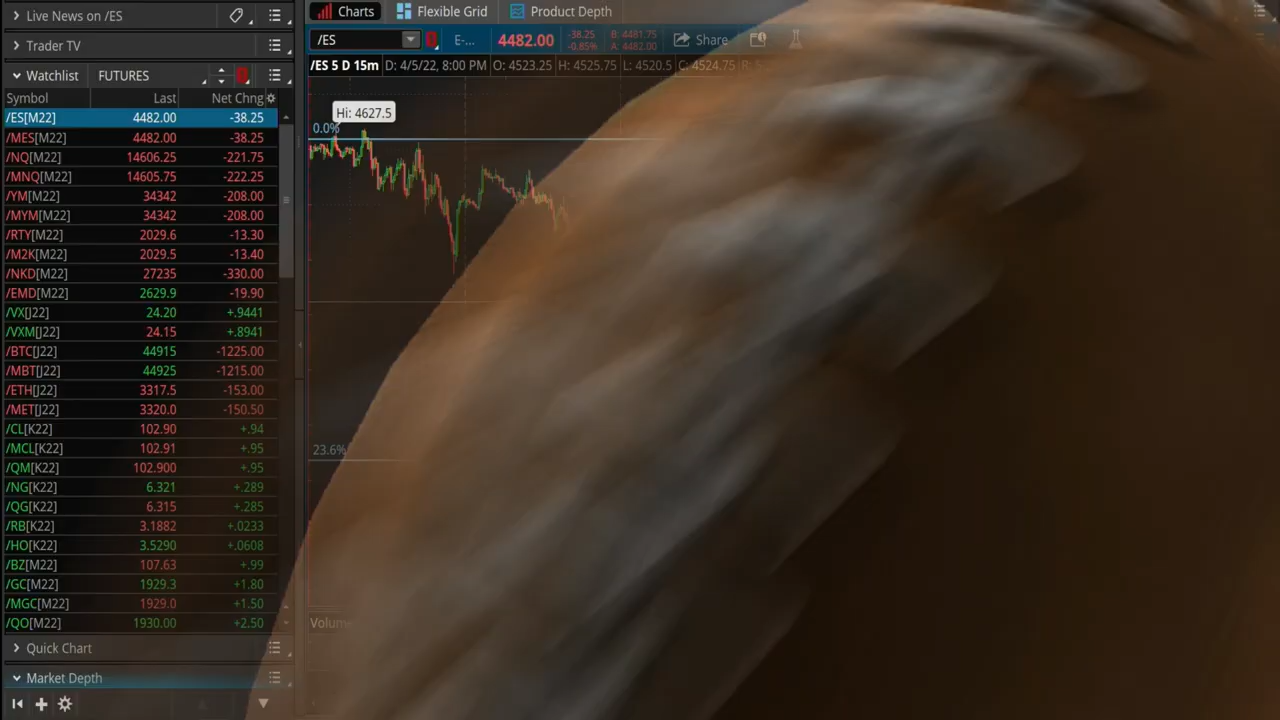 Live News on /ES
Trader TV
Watchlist FUTURES
Symbol Last Net Chng
/ES[M22] 4482.00 -38.25
/MES[M22] 4482.00 -38.25
/NQ[M22] 14606.25 -221.75
/MNQ[M22] 14605.75 -222.25
/YM[M22] 34342 -208.00
/MYM[M22] 34342 -208.00
/RTY[M22] 2029.6 -13.30
/M2K[M22] 2029.5 -13.40
/NKD[M22] 27235 -330.00
/EMD[M22] 2629.9 -19.90
/VX[J22] 24.20 +.9441
/VXM[J22] 24.15 +.8941
/BTC[J22] 44915 -1225.00
/MBT[J22] 44925 -1215.00
/ETH[J22] 3317.5 -153.00
/MET[J22] 3320.0 -150.50
/CL[K22] 102.90 +.94
/MCL[K22] 102.91 +.95
/QM[K22] 102.900 +.95
/NG[K22] 6.321 +.289
/QG[K22] 6.315 +.285
/RB[K22] 3.1882 +.0233
/HO[K22] 3.5290 +.0608
/BZ[M22] 107.63 +.99
/GC[M22] 1929.3 +1.80
/MGC[M22] 1929.0 +1.50
/QO[M22] 1930.00 +2.50
Quick Chart
Market Depth
Charts Flexible Grid Product Depth
/ES E-... 4482.00 -38.25 B: 4481.75 Share
-0.85% A: 4482.00
/ES 5 D 15m D: 4/5/22, 8:00 PM O: 4523.25 H: 4525.75 L: 4520.5 C: 4524.75 R:
Hi: 4627.5
0.0%
23.6%
Volume